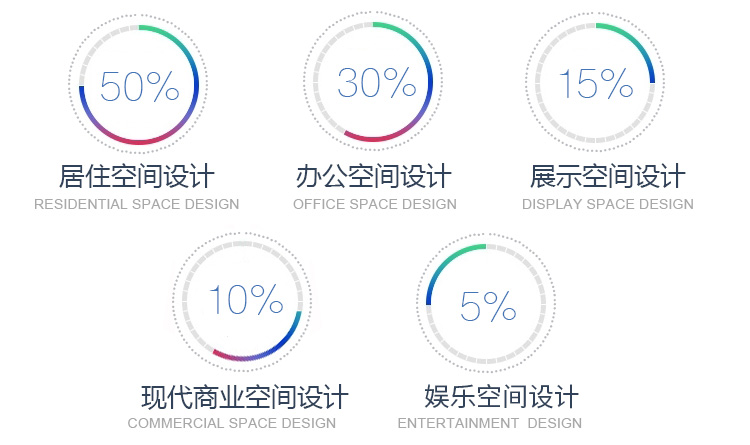 50%
30%
15%
居住空间设计
办公空间设计
展示空间设计
RESIDENTIAL SPACE DESIGN
OFFICE SPACE DESIGN
DISPLAY SPACE DESIGN
10%
5%
现代商业空间设计
娱乐空间设计
COMMERCIAL SPACE DESIGN
ENTERTAINMENT DESIGN